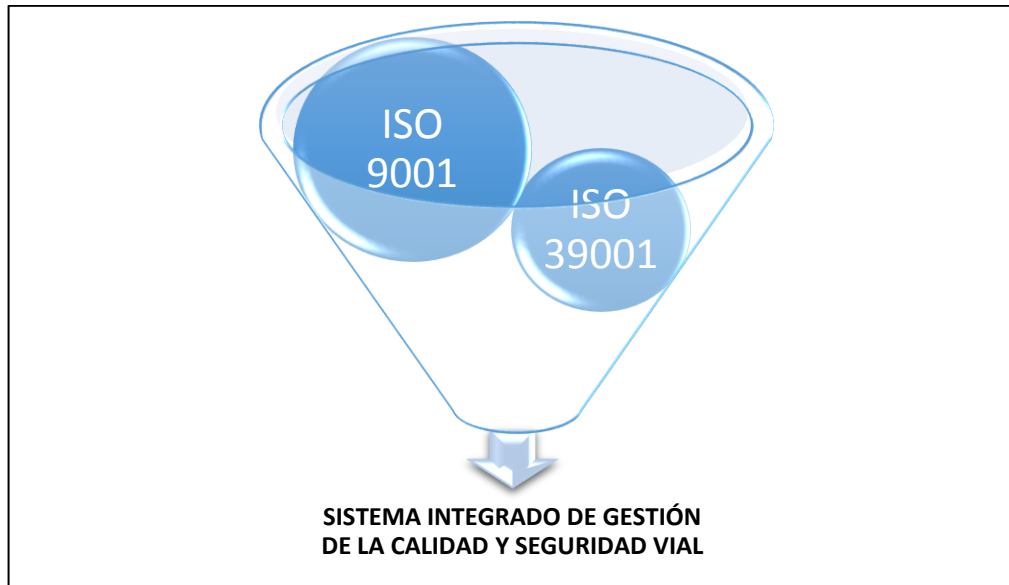 ISO
9001
ISO
39001
SISTEMA INTEGRADO DE GESTIÓN
DE LA CALIDAD Y SEGURIDAD VIAL